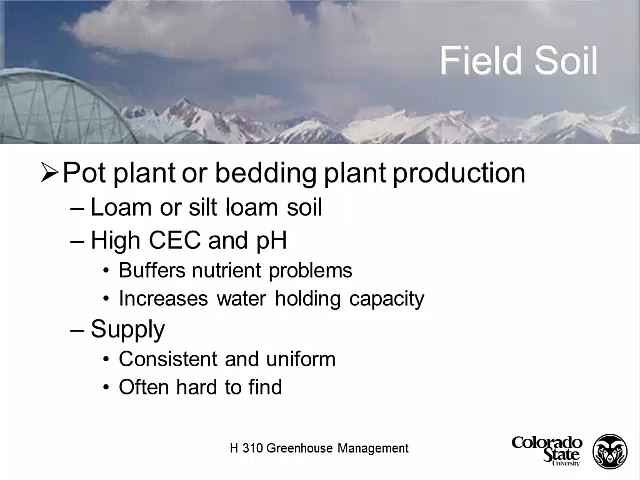 Field Soil
➢Pot plant or bedding plant production
– Loam or silt loam soil
– High CEC and pH
• Buffers nutrient problems
• Increases water holding capacity
– Supply
• Consistent and uniform
• Often hard to find
H 310 Greenhouse Management
Colorado
State
University